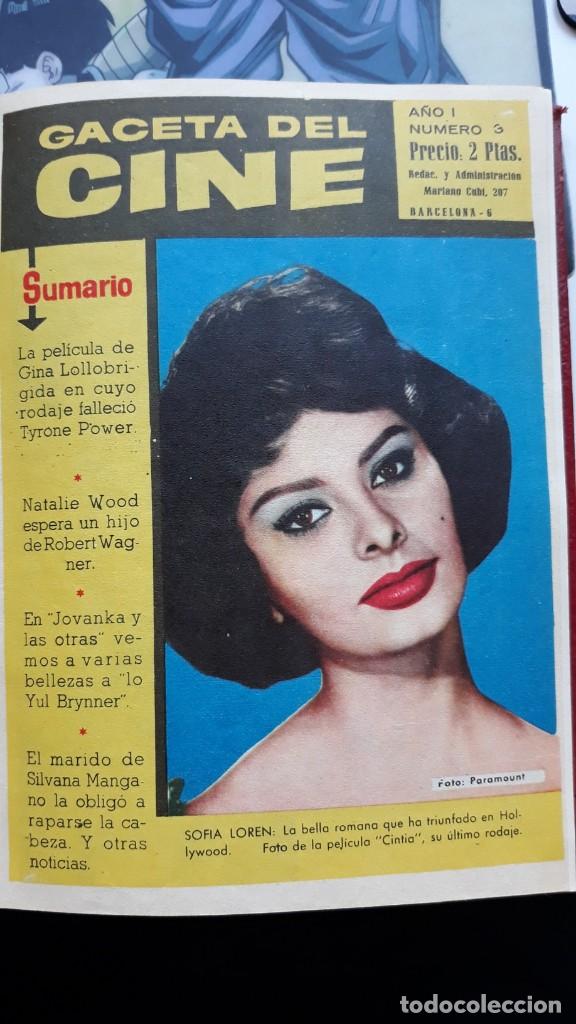 GACETA DEL
CINE
AÑO I
NUMERO 3
Precio: 2 Ptas.
Redac. y Administración
Mariano Cubí, 207
BARCELONA - 6
Sumario
La película de
Gina Lollobri-
gida en cuyo
rodaje falleció
Tyrone Power.
*
Natalie Wood
espera un hijo
de Robert Wag-
ner.
*
En "Jovanka y
las otras" ve-
mos a varias
bellezas a "lo
Yul Brynner".
*
El marido de
Silvana Manga-
no la obligó a
raparse la ca-
beza. Y otras
noticias.
Foto: Paramount
SOFIA LOREN: La bella romana que ha triunfado en Hol-
lywood. Foto de la película "Cintia", su último rodaje.
todocoleccion.net